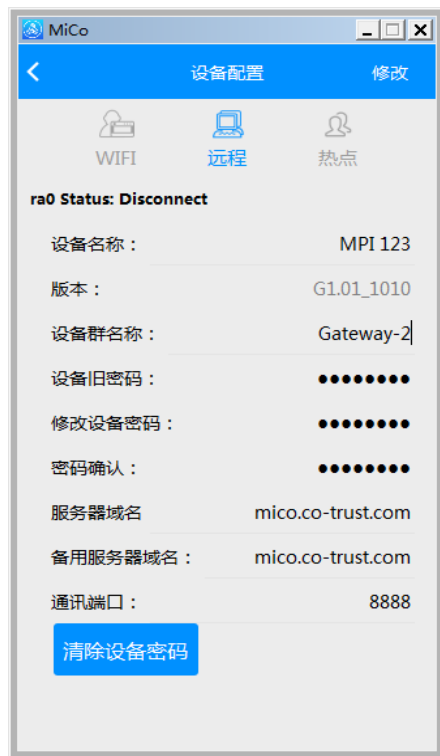 MiCo
设备配置 修改
WIFI 远程 热点
ra0 Status: Disconnect
设备名称： MPI 123
版本： G1.01_1010
设备群名称： Gateway-2
设备旧密码： ●●●●●●●●
修改设备密码： ●●●●●●●●
密码确认： ●●●●●●●●
服务器域名 mico.co-trust.com
备用服务器域名： mico.co-trust.com
通讯端口： 8888
清除设备密码